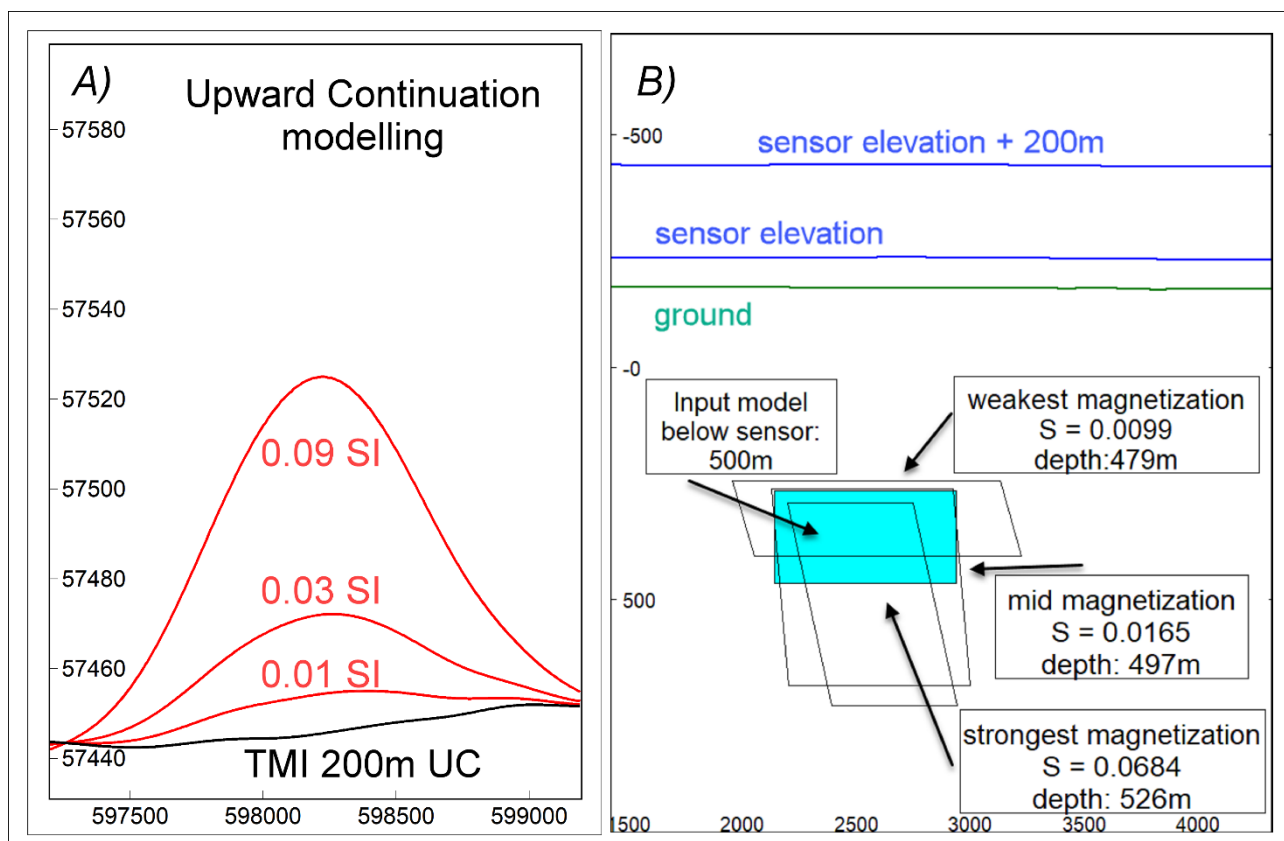 A)
Upward Continuation
modelling
57580
57560
57540
57520
57500
57480
57460
57440
0.09 SI
0.03 SI
0.01 SI
TMI 200m UC
597500
598000
598500
599000
B)
-500
sensor elevation + 200m
sensor elevation
ground
-0
Input model
below sensor:
500m
weakest magnetization
S = 0.0099
depth:479m
500
mid magnetization
S = 0.0165
depth: 497m
strongest magnetization
S = 0.0684
depth: 526m
1500
2000
2500
3000
3500
4000